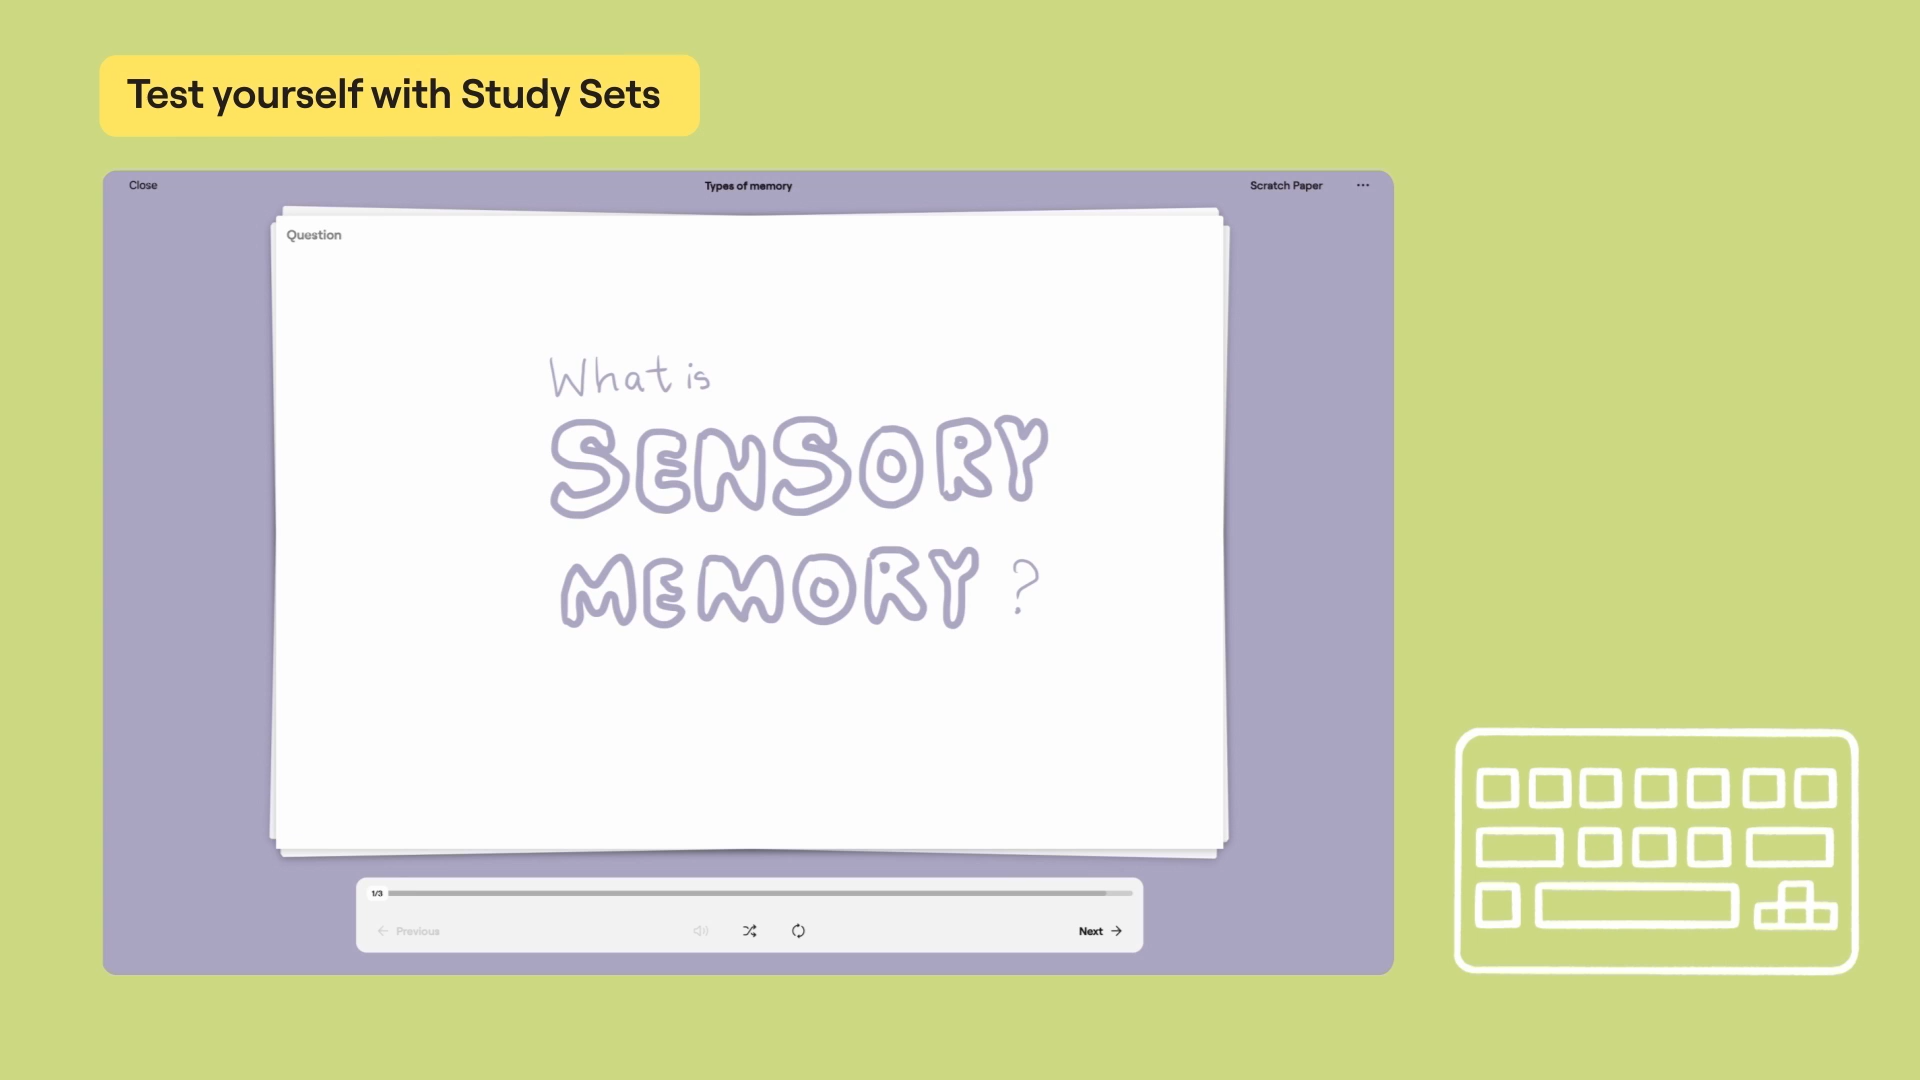 Test yourself with Study Sets
Close
Types of memory
Scratch Paper
Question
What is
SENSORY
MEMORY ?
1/3
Previous
Next